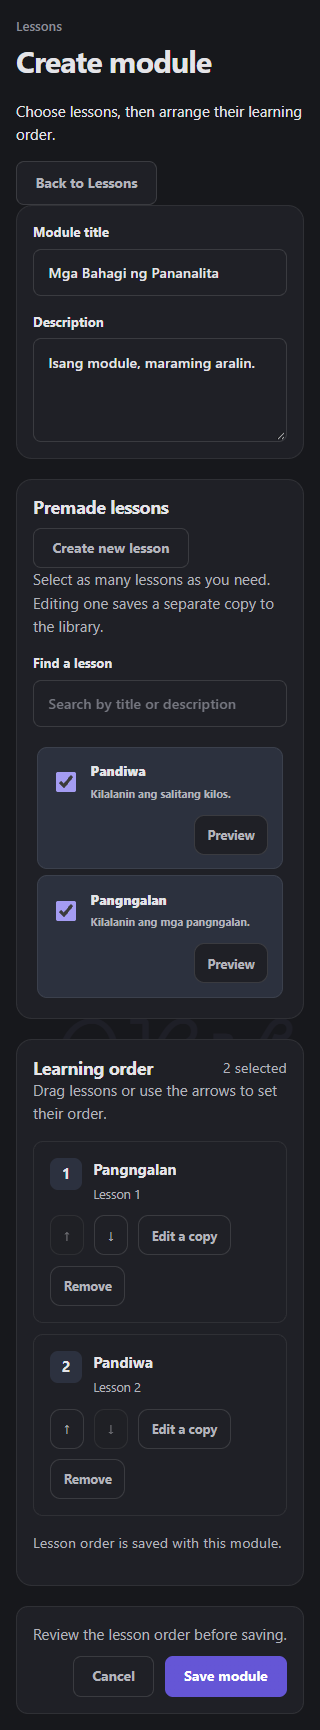 Lessons
Create module
Choose lessons, then arrange their learning
order.
Back to Lessons
Module title
Mga Bahagi ng Pananalita
Description
Isang module, maraming aralin.
Premade lessons
Create new lesson
Select as many lessons as you need.
Editing one saves a separate copy to
the library.
Find a lesson
Search by title or description
Pandiwa
Kilalanin ang salitang kilos.
Preview
Pangngalan
Kilalanin ang mga pangngalan.
Preview
Learning order 2 selected
Drag lessons or use the arrows to set
their order.
1 Pangngalan
Lesson 1
↑ ↓ Edit a copy
Remove
2 Pandiwa
Lesson 2
↑ ↓ Edit a copy
Remove
Lesson order is saved with this module.
Review the lesson order before saving.
Cancel Save module